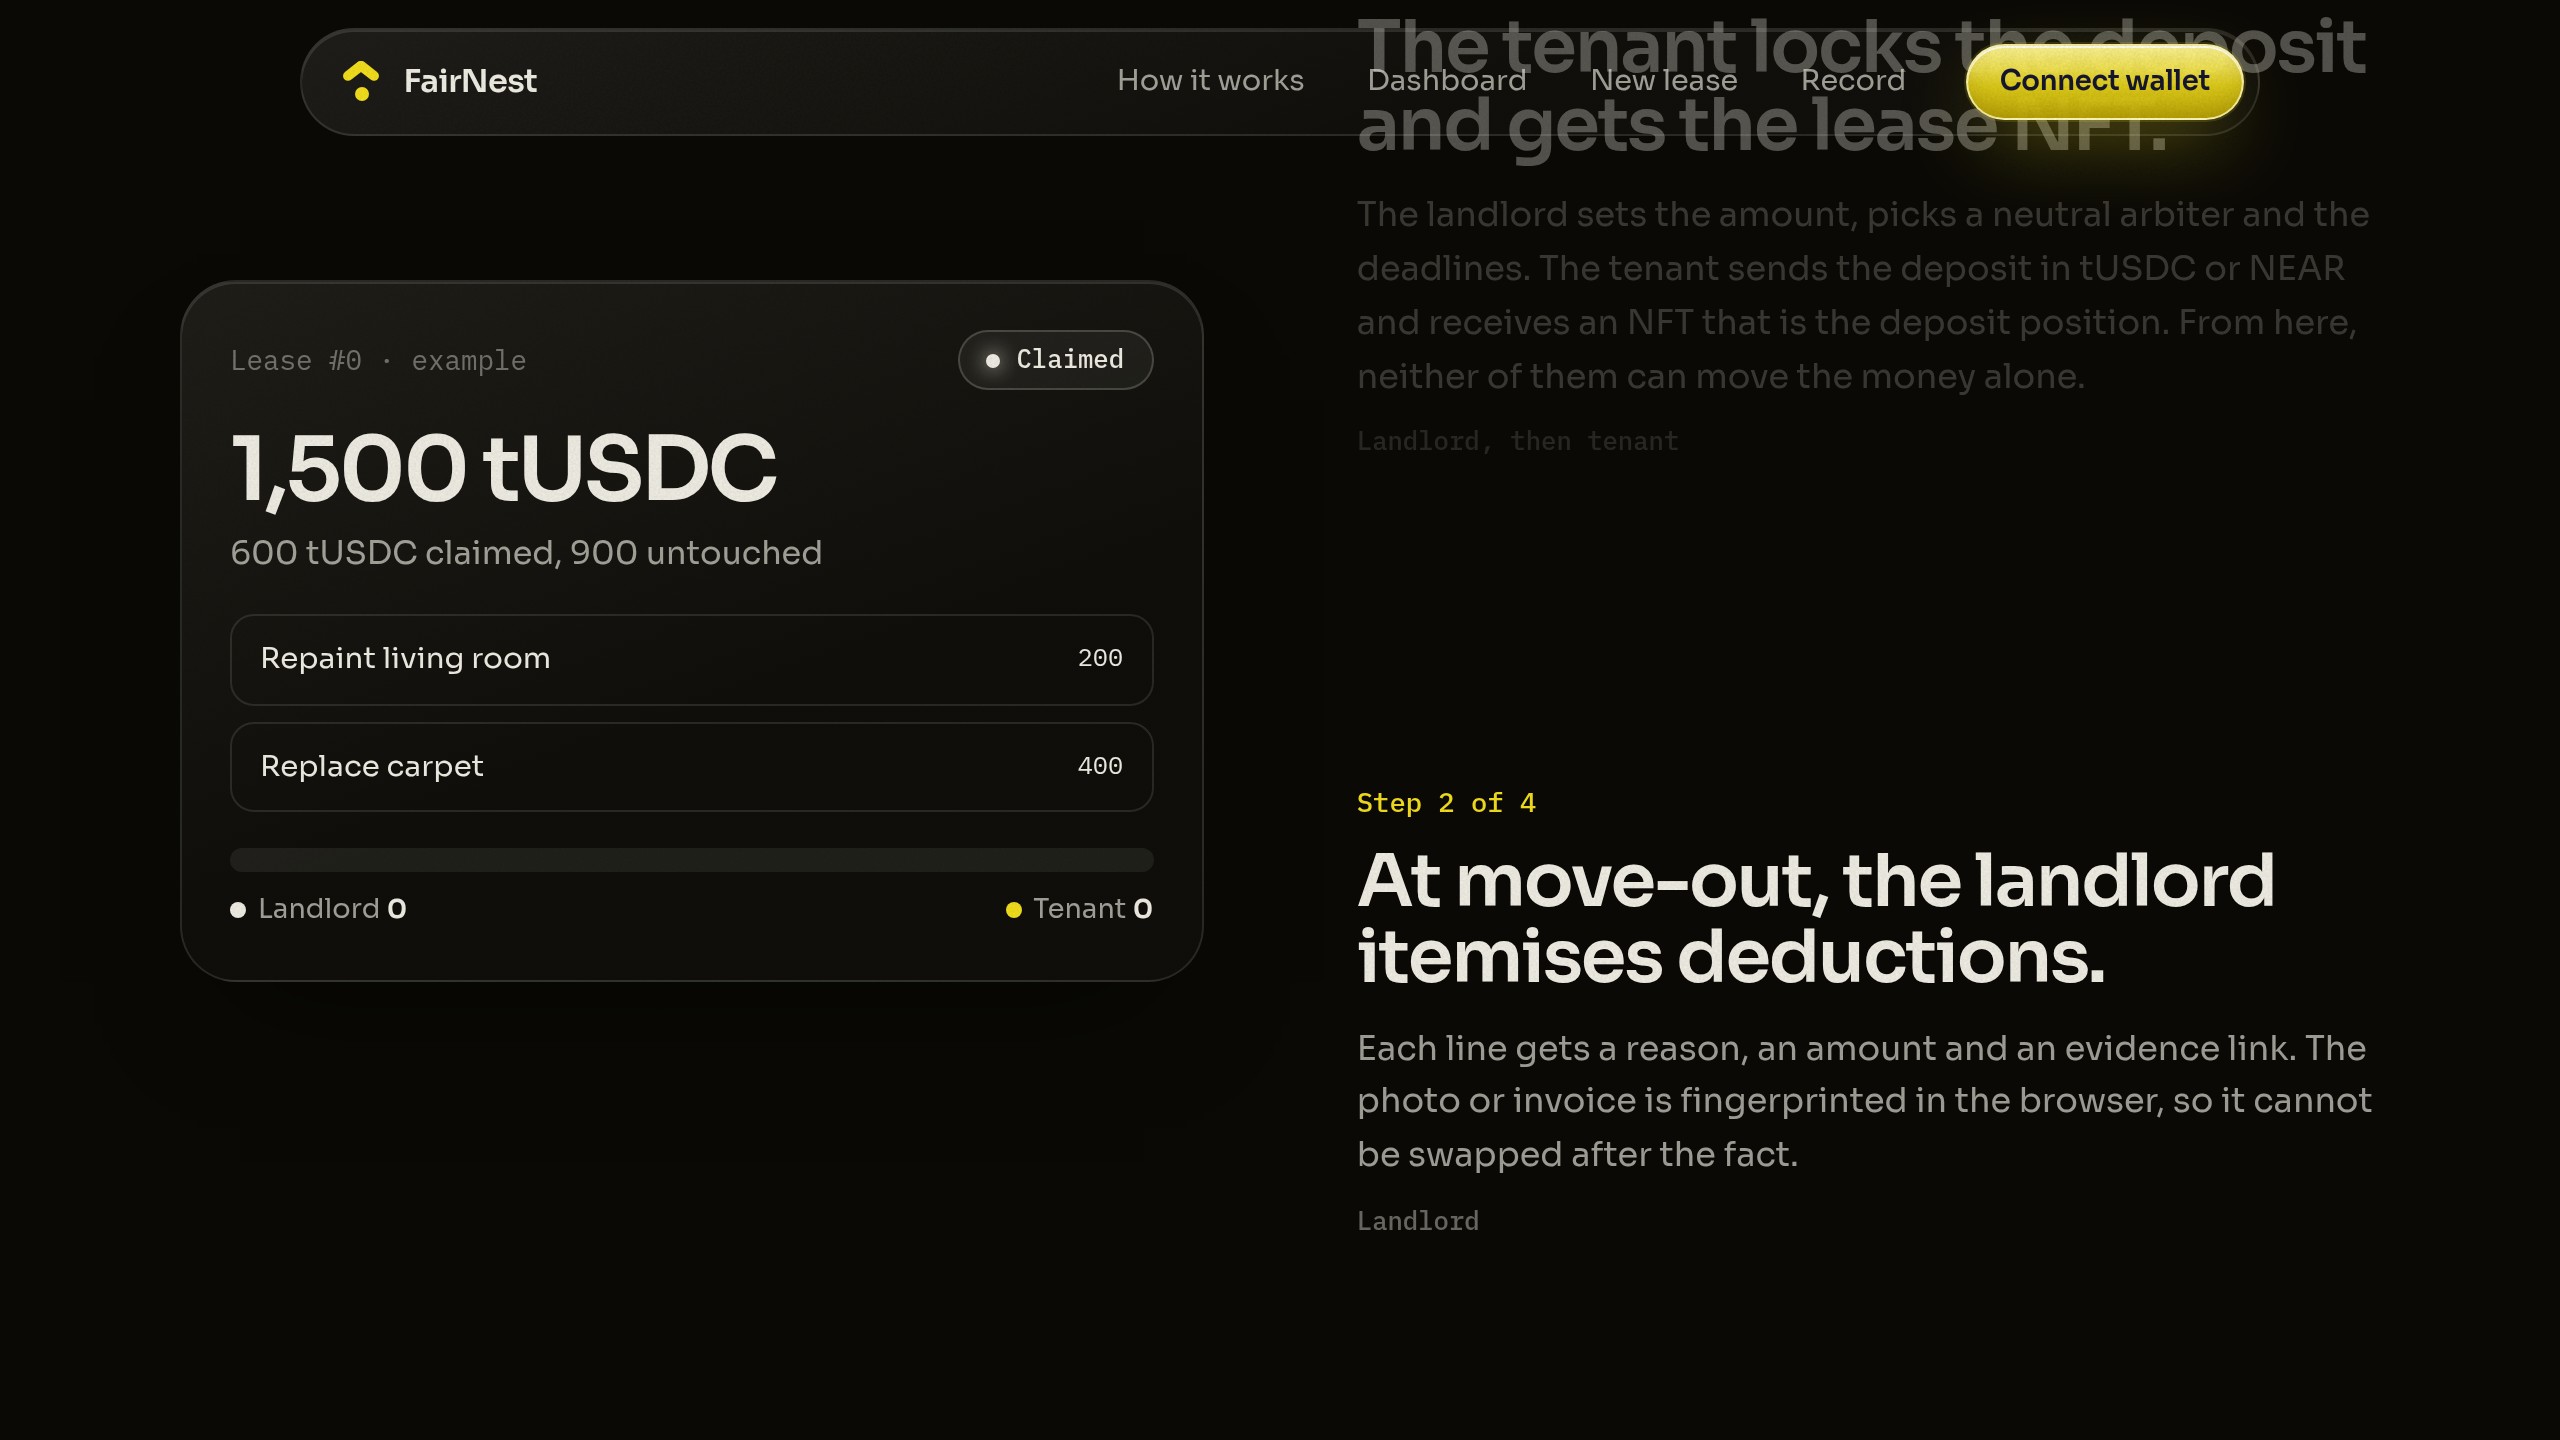 FairNest
How it works
Dashboard
New lease
Record
Connect wallet
The tenant locks the deposit
and gets the lease NFT.
The landlord sets the amount, picks a neutral arbiter and the
deadlines. The tenant sends the deposit in tUSDC or NEAR
and receives an NFT that is the deposit position. From here,
neither of them can move the money alone.
Landlord, then tenant
Lease #0 · example
Claimed
1,500 tUSDC
600 tUSDC claimed, 900 untouched
Repaint living room 200
Replace carpet 400
Landlord 0
Tenant 0
Step 2 of 4
At move-out, the landlord
itemises deductions.
Each line gets a reason, an amount and an evidence link. The
photo or invoice is fingerprinted in the browser, so it cannot
be swapped after the fact.
Landlord